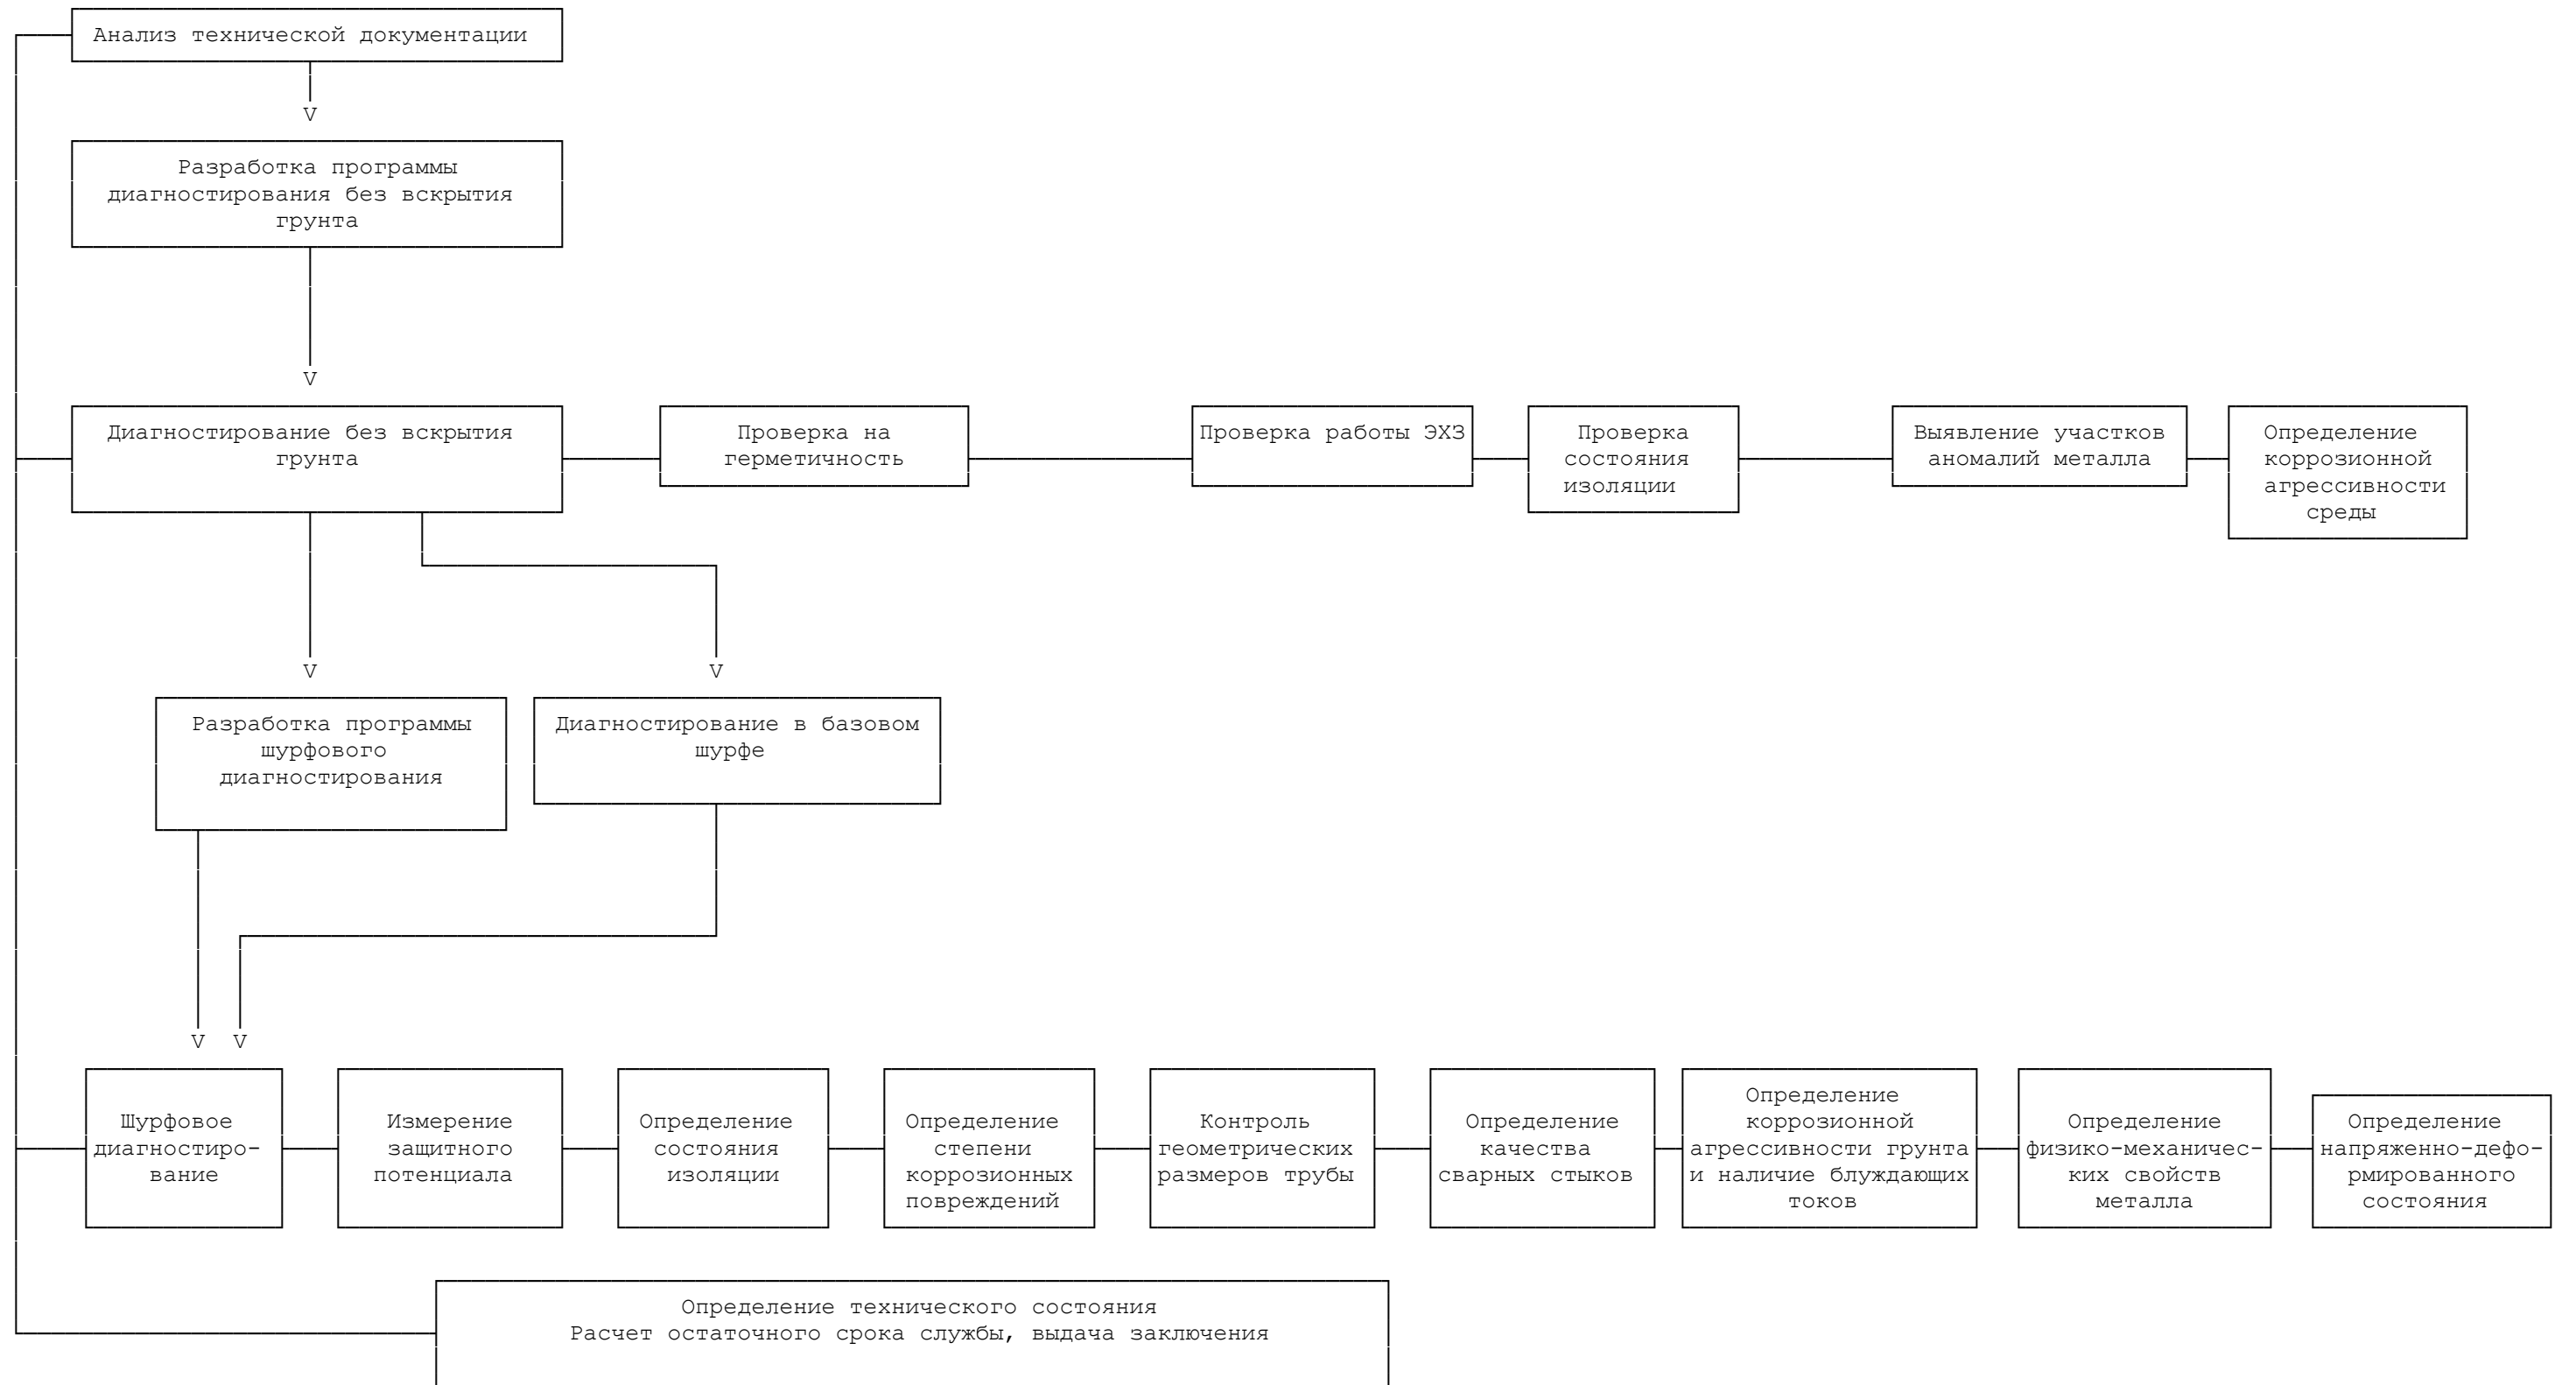 Анализ технической документации
V
Разработка программы
диагностирования без вскрытия
грунта
V
Диагностирование без вскрытия
грунта
Проверка на
герметичность
Проверка работы ЭХЗ
Проверка
состояния
изоляции
Выявление участков
аномалий металла
Определение
коррозионной
агрессивности
среды
V
V
Разработка программы
шурфового
диагностирования
Диагностирование в базовом
шурфе
V V
Шурфовое
диагностиро-
вание
Измерение
защитного
потенциала
Определение
состояния
изоляции
Определение
степени
коррозионных
повреждений
Контроль
геометрических
размеров трубы
Определение
качества
сварных стыков
Определение
коррозионной
агрессивности грунта
и наличие блуждающих
токов
Определение
физико-механичес-
ких свойств
металла
Определение
напряженно-дефо-
рмированного
состояния
Определение технического состояния
Расчет остаточного срока службы, выдача заключения